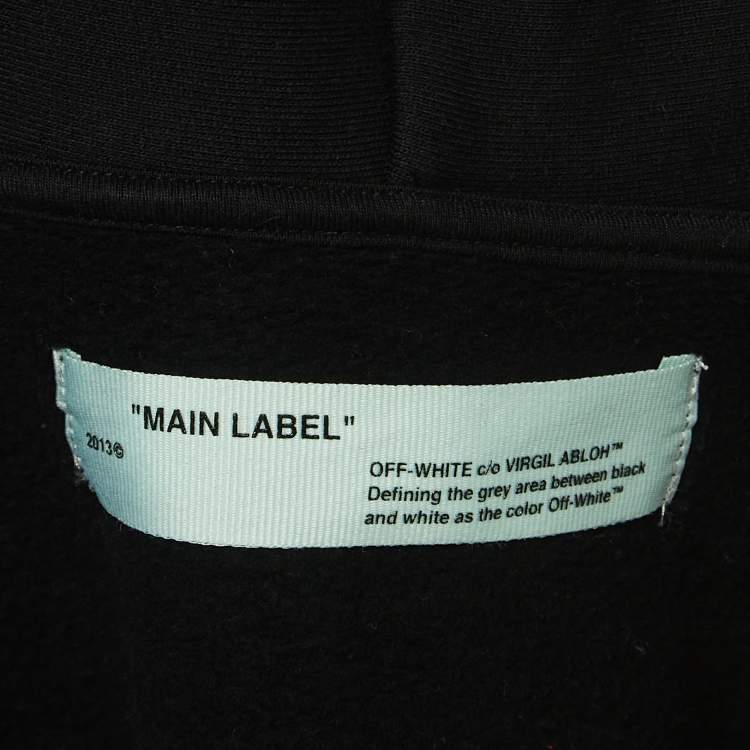 "MAIN LABEL"
2013©
OFF-WHITE c/o VIRGIL ABLOH™
Defining the grey area between black
and white as the color Off-White™